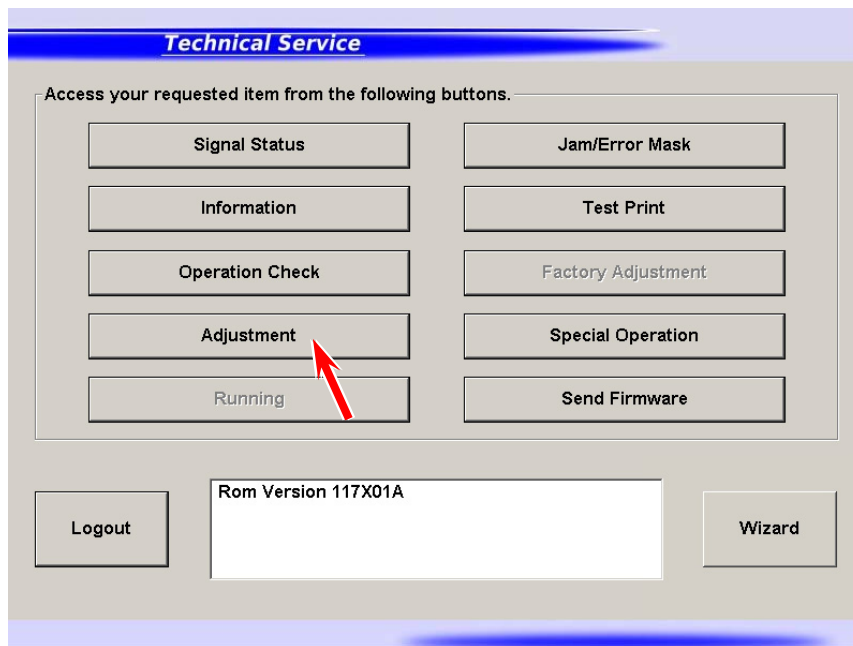 Technical Service
Access your requested item from the following buttons.
Signal Status
Jam/Error Mask
Information
Test Print
Operation Check
Factory Adjustment
Adjustment
Special Operation
Running
Send Firmware
Logout
Rom Version 117X01A
Wizard